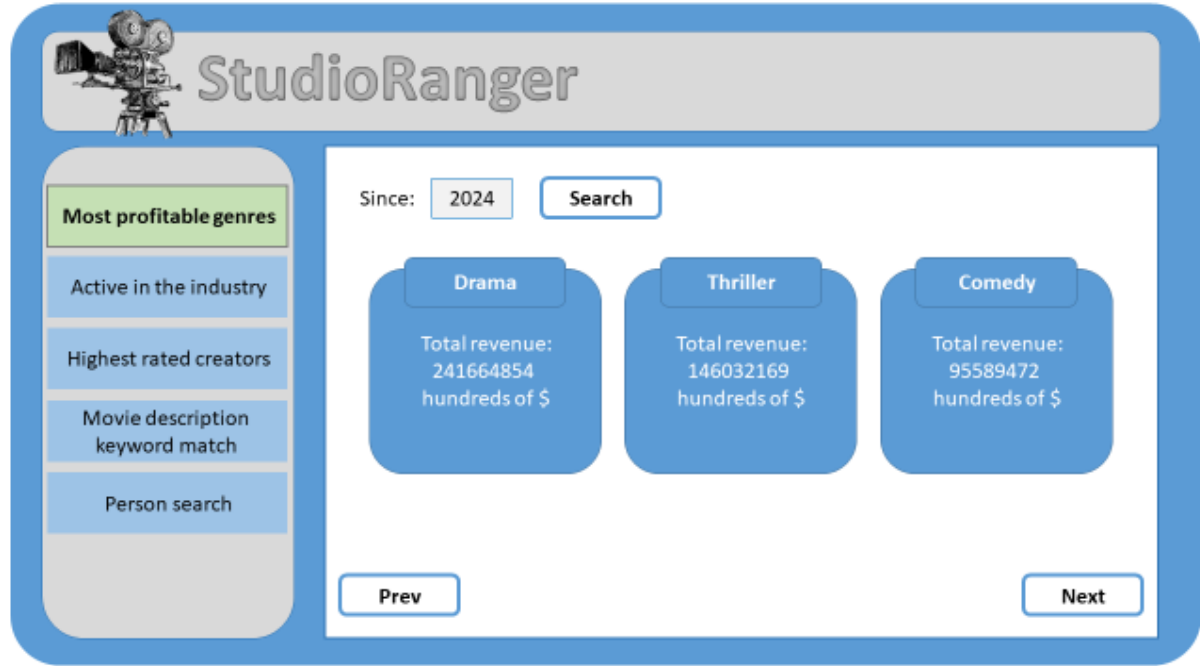 StudioRanger
Most profitable genres
Active in the industry
Highest rated creators
Movie description
keyword match
Person search
Since: 2024 Search
Drama
Total revenue:
241664854
hundreds of $
Thriller
Total revenue:
146032169
hundreds of $
Comedy
Total revenue:
95589472
hundreds of $
Prev
Next